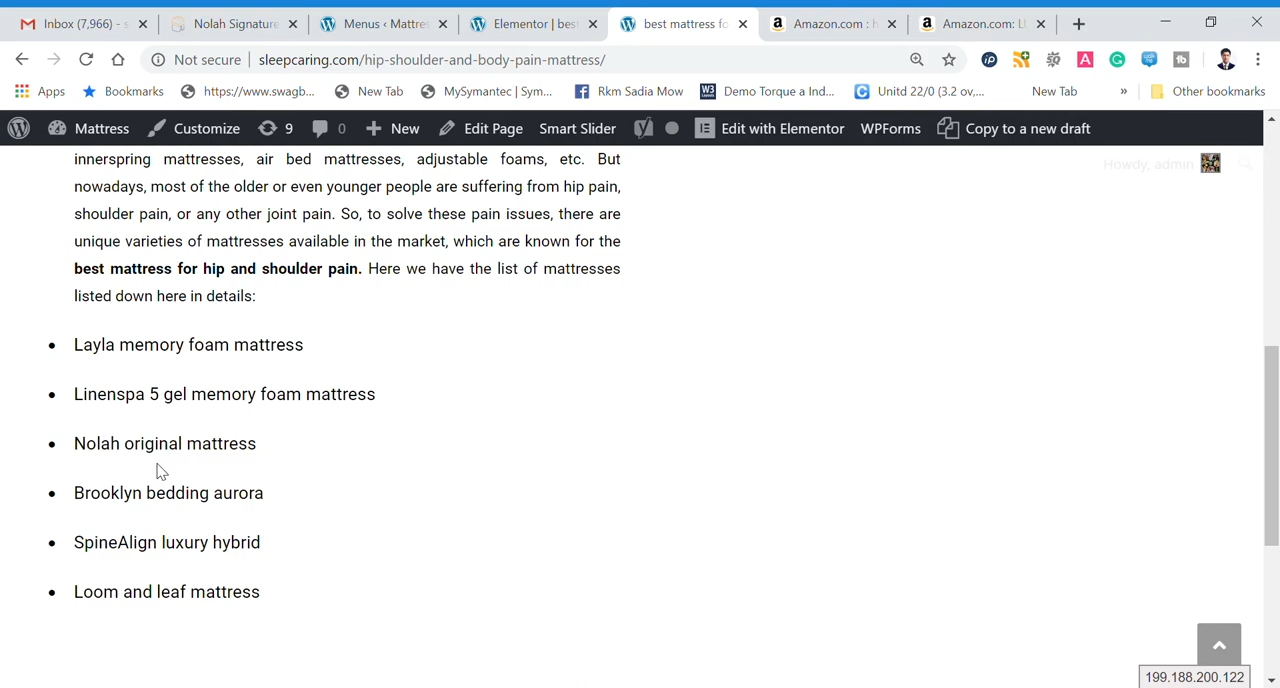 Inbox (7,966) - s
Nolah Signature
Menus ‹ Mattres
Elementor | best
best mattress fo
Amazon.com : h
Amazon.com: LU
Not secure
sleepcaring.com/hip-shoulder-and-body-pain-mattress/
Apps
Bookmarks
https://www.swagb...
New Tab
MySymantec | Sym...
Rkm Sadia Mow
Demo Torque a Ind...
Unitd 22/0 (3.2 ov,...
New Tab
»
Other bookmarks
Mattress
Customize
9
0
New
Edit Page
Smart Slider
Edit with Elementor
WPForms
Copy to a new draft
Howdy, admin
innerspring mattresses, air bed mattresses, adjustable foams, etc. But
nowadays, most of the older or even younger people are suffering from hip pain,
shoulder pain, or any other joint pain. So, to solve these pain issues, there are
unique varieties of mattresses available in the market, which are known for the
best mattress for hip and shoulder pain. Here we have the list of mattresses
listed down here in details:
Layla memory foam mattress
Linenspa 5 gel memory foam mattress
Nolah original mattress
Brooklyn bedding aurora
SpineAlign luxury hybrid
Loom and leaf mattress
199.188.200.122